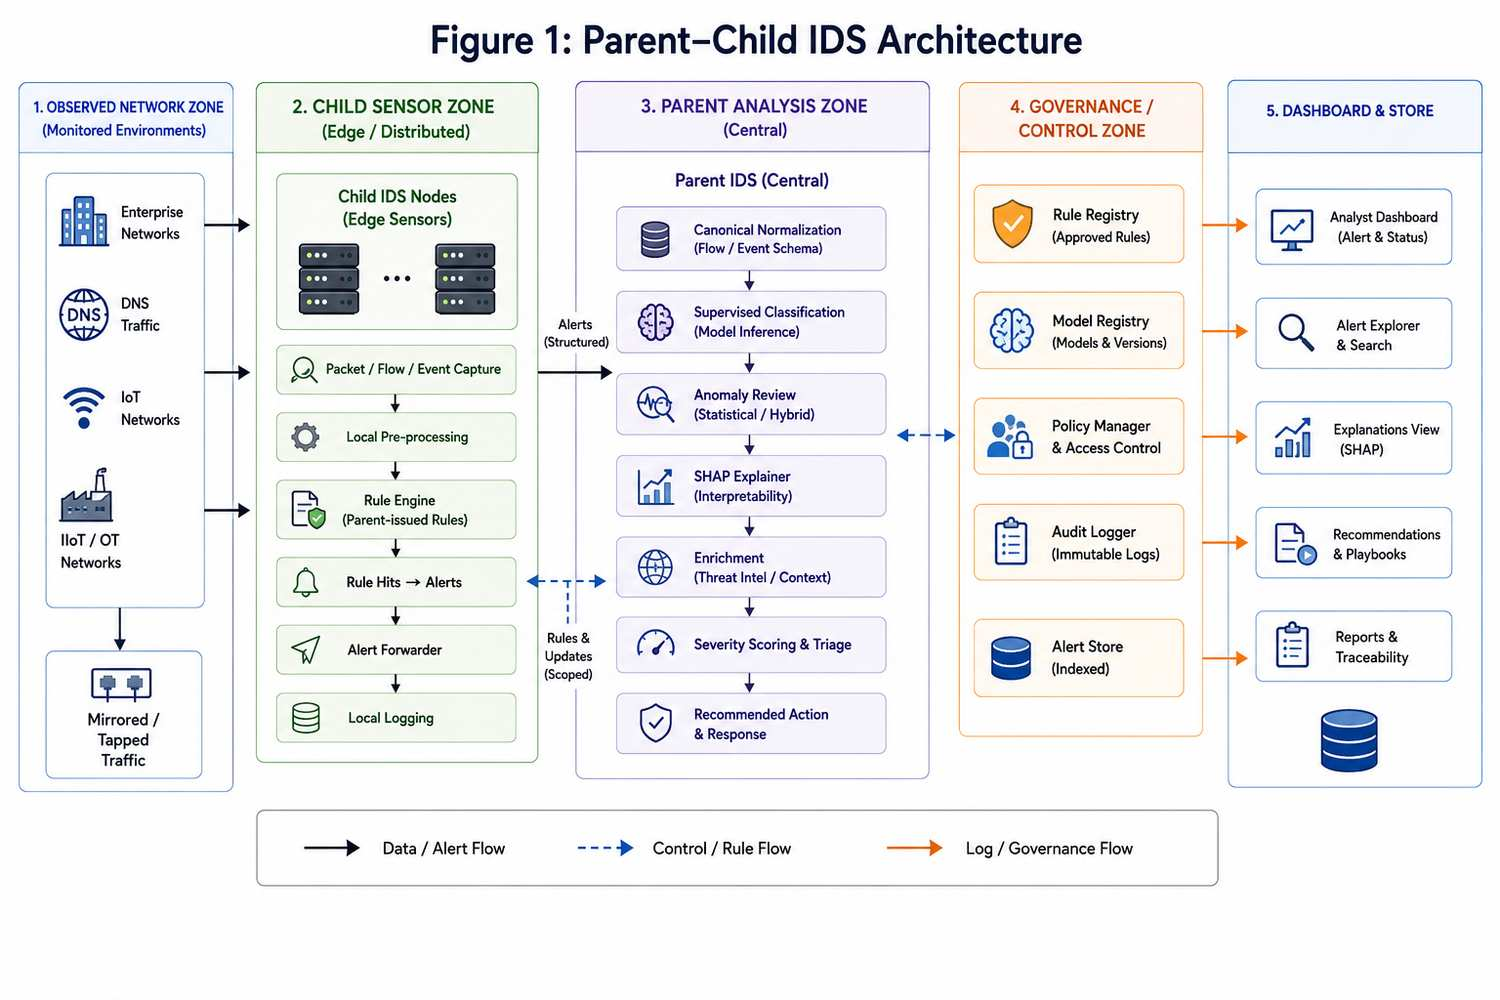 Figure 1: Parent–Child IDS Architecture
1. OBSERVED NETWORK ZONE
(Monitored Environments)
Enterprise
Networks
DNS
DNS
Traffic
IoT
Networks
IIoT / OT
Networks
Mirrored /
Tapped
Traffic
2. CHILD SENSOR ZONE
(Edge / Distributed)
Child IDS Nodes
(Edge Sensors)
Packet / Flow / Event Capture
Local Pre-processing
Rule Engine
(Parent-issued Rules)
Rule Hits → Alerts
Alert Forwarder
Local Logging
Alerts
(Structured)
Rules &
Updates
(Scoped)
3. PARENT ANALYSIS ZONE
(Central)
Parent IDS (Central)
Canonical Normalization
(Flow / Event Schema)
Supervised Classification
(Model Inference)
Anomaly Review
(Statistical / Hybrid)
SHAP Explainer
(Interpretability)
Enrichment
(Threat Intel / Context)
Severity Scoring & Triage
Recommended Action
& Response
4. GOVERNANCE /
CONTROL ZONE
Rule Registry
(Approved Rules)
Model Registry
(Models & Versions)
Policy Manager
& Access Control
Audit Logger
(Immutable Logs)
Alert Store
(Indexed)
5. DASHBOARD & STORE
Analyst Dashboard
(Alert & Status)
Alert Explorer
& Search
Explanations View
(SHAP)
Recommendations
& Playbooks
Reports &
Traceability
Data / Alert Flow
Control / Rule Flow
Log / Governance Flow